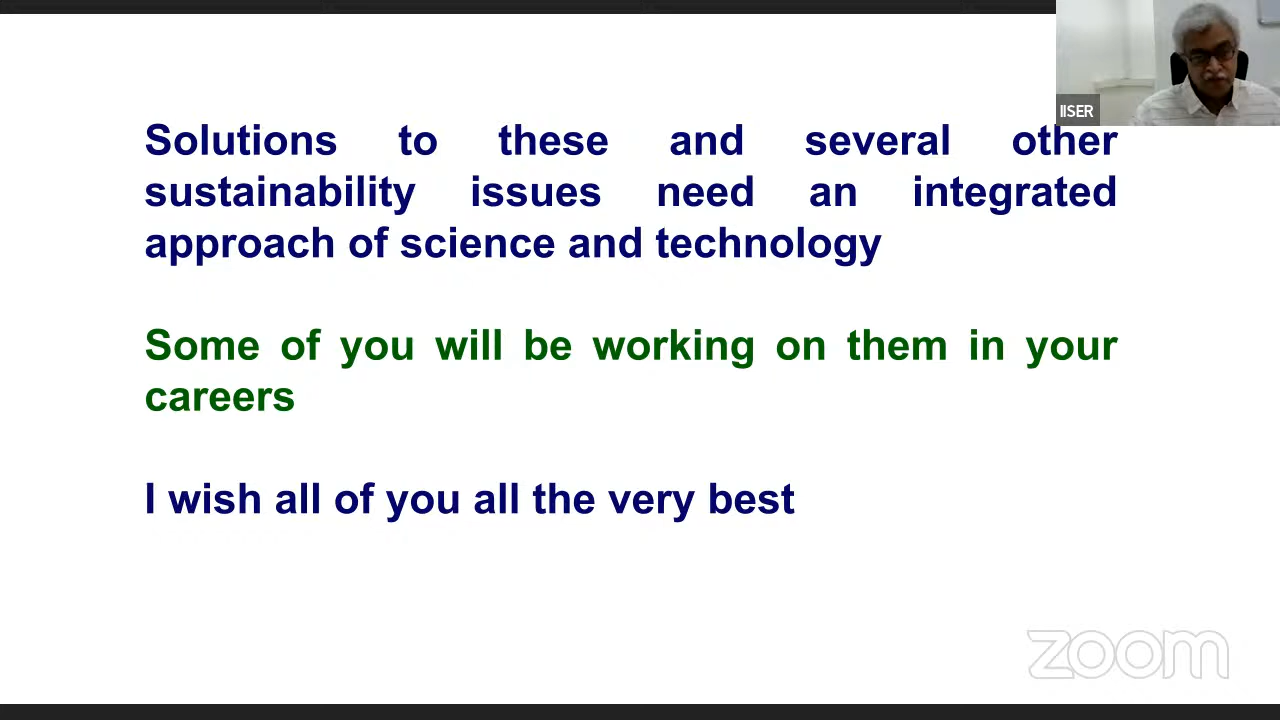 IISER
Solutions to these and several other
sustainability issues need an integrated
approach of science and technology
Some of you will be working on them in your
careers
I wish all of you all the very best
zoom